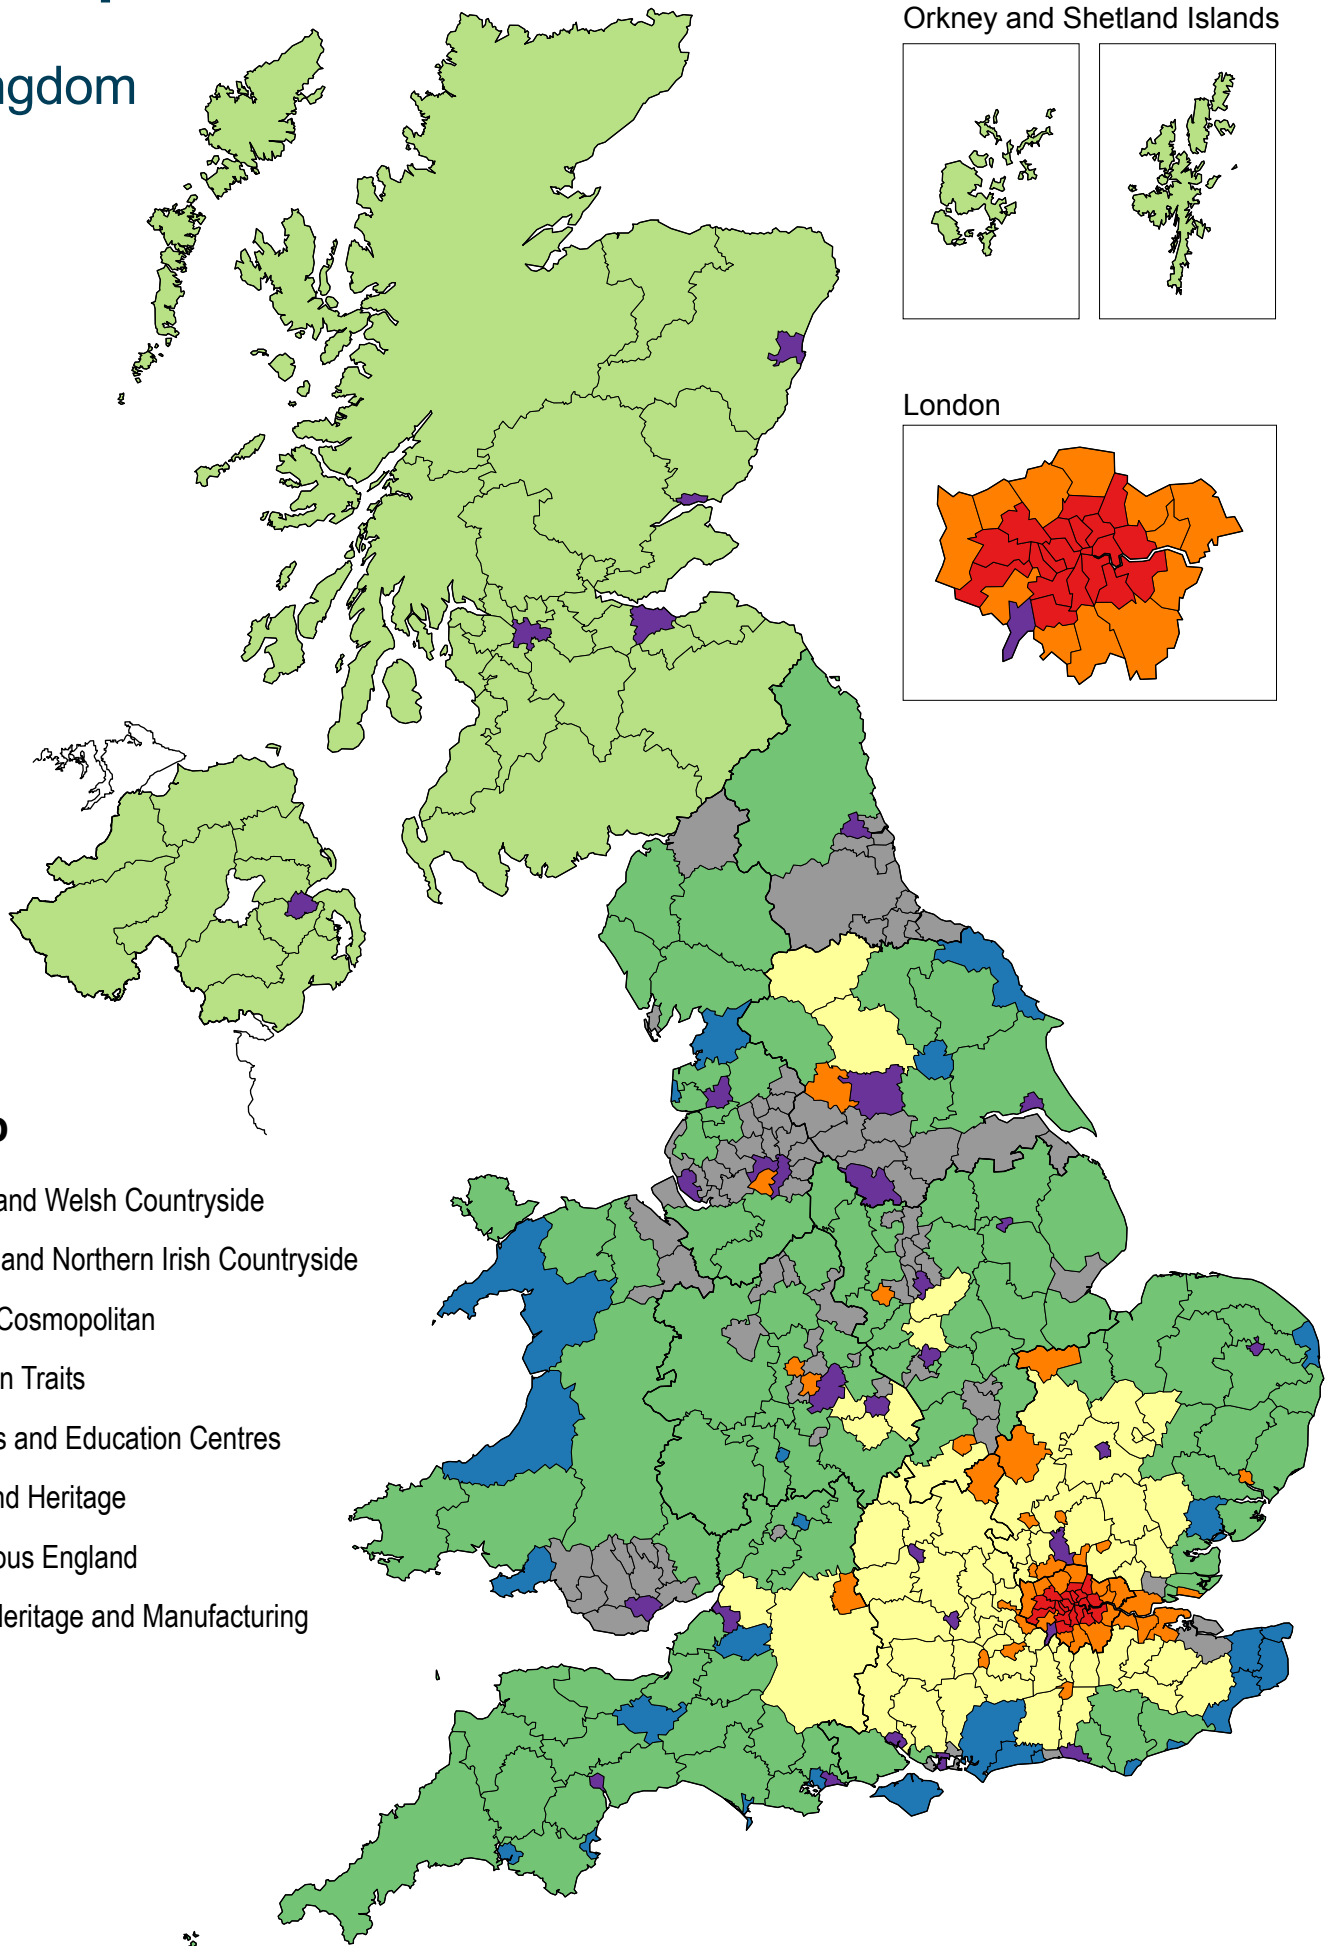 ngdom
Orkney and Shetland Islands
London
and Welsh Countryside
and Northern Irish Countryside
Cosmopolitan
n Traits
s and Education Centres
nd Heritage
ous England
Heritage and Manufacturing